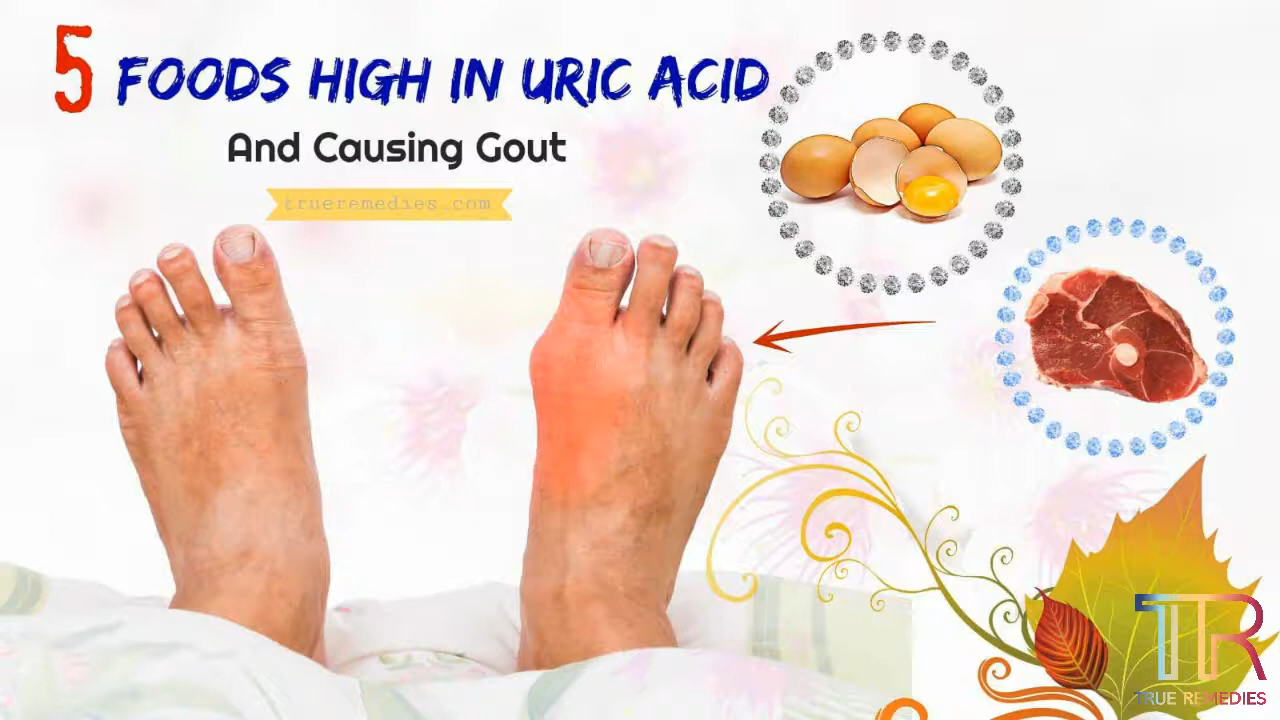 5 FOODS HIGH IN URIC ACID
And Causing Gout
trueremedies.com
TR
TRUE REMEDIES